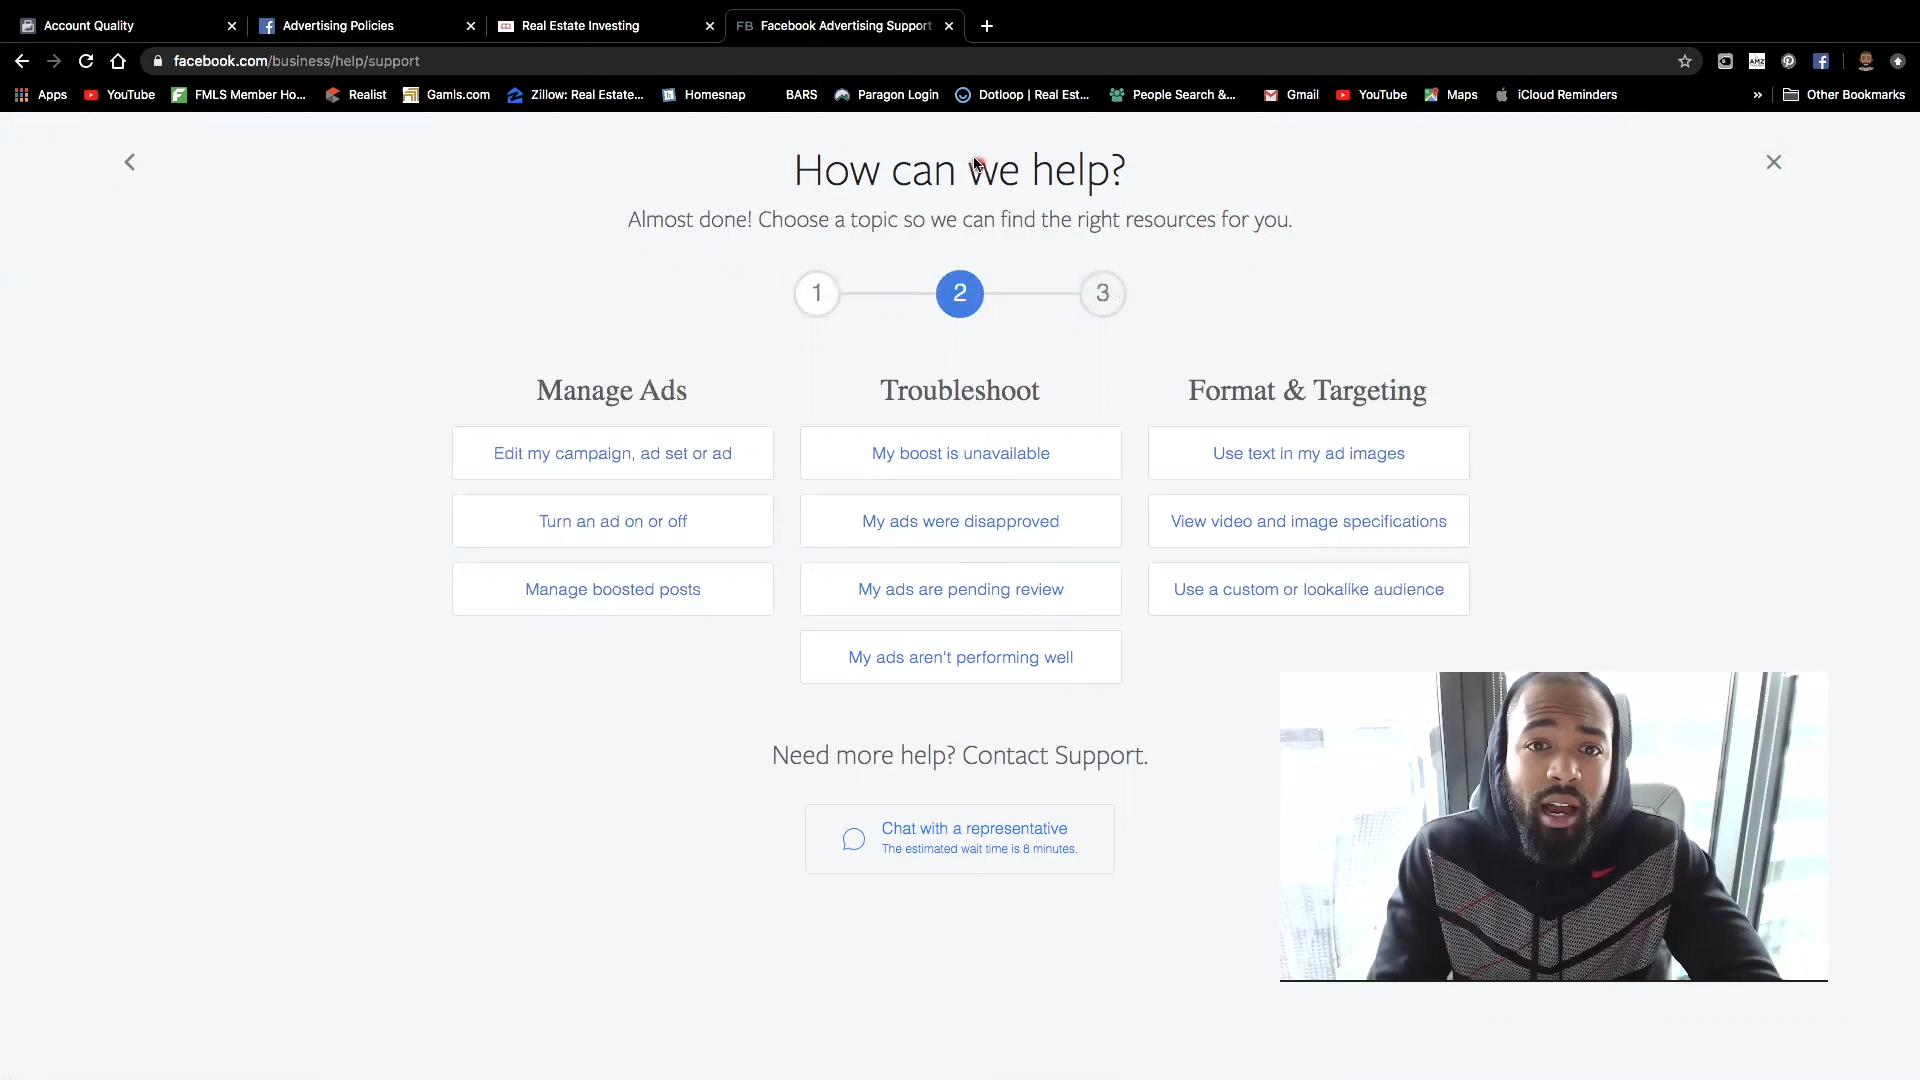 Account Quality
Advertising Policies
Real Estate Investing
FB Facebook Advertising Support
facebook.com/business/help/support
AMZ
Apps
YouTube
FMLS Member Ho...
Realist
Gamls.com
Zillow: Real Estate...
Homesnap
BARS
Paragon Login
Dotloop | Real Est...
People Search &...
Gmail
YouTube
Maps
iCloud Reminders
»
Other Bookmarks
How can we help?
Almost done! Choose a topic so we can find the right resources for you.
1
2
3
Manage Ads
Troubleshoot
Format & Targeting
Edit my campaign, ad set or ad
My boost is unavailable
Use text in my ad images
Turn an ad on or off
My ads were disapproved
View video and image specifications
Manage boosted posts
My ads are pending review
Use a custom or lookalike audience
My ads aren't performing well
Need more help? Contact Support.
Chat with a representative
The estimated wait time is 8 minutes.